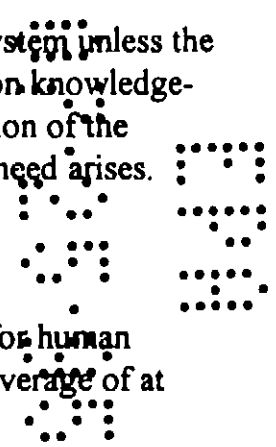 ystem unless the
on knowledge-
ion of the
need arises.
for human
verage of at